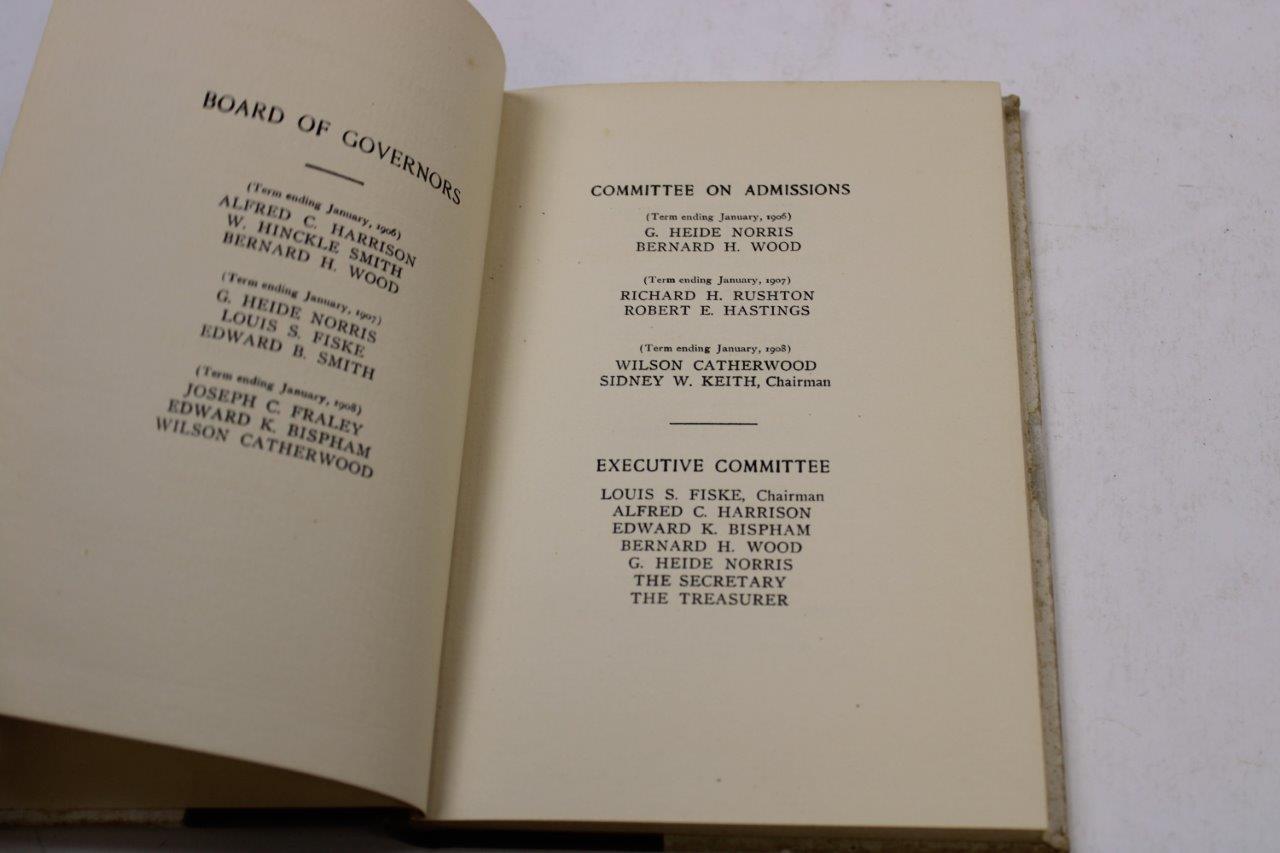 BOARD OF GOVERNORS
(Term ending January, 1906)
ALFRED C. HARRISON
W. HINCKLE SMITH
BERNARD H. WOOD
(Term ending January, 1907)
G. HEIDE NORRIS
LOUIS S. FISKE
EDWARD B. SMITH
(Term ending January, 1908)
JOSEPH C. FRALEY
EDWARD K. BISPHAM
WILSON CATHERWOOD
COMMITTEE ON ADMISSIONS
(Term ending January, 1906)
G. HEIDE NORRIS
BERNARD H. WOOD
(Term ending January, 1907)
RICHARD H. RUSHTON
ROBERT E. HASTINGS
(Term ending January, 1908)
WILSON CATHERWOOD
SIDNEY W. KEITH, Chairman
EXECUTIVE COMMITTEE
LOUIS S. FISKE, Chairman
ALFRED C. HARRISON
EDWARD K. BISPHAM
BERNARD H. WOOD
G. HEIDE NORRIS
THE SECRETARY
THE TREASURER